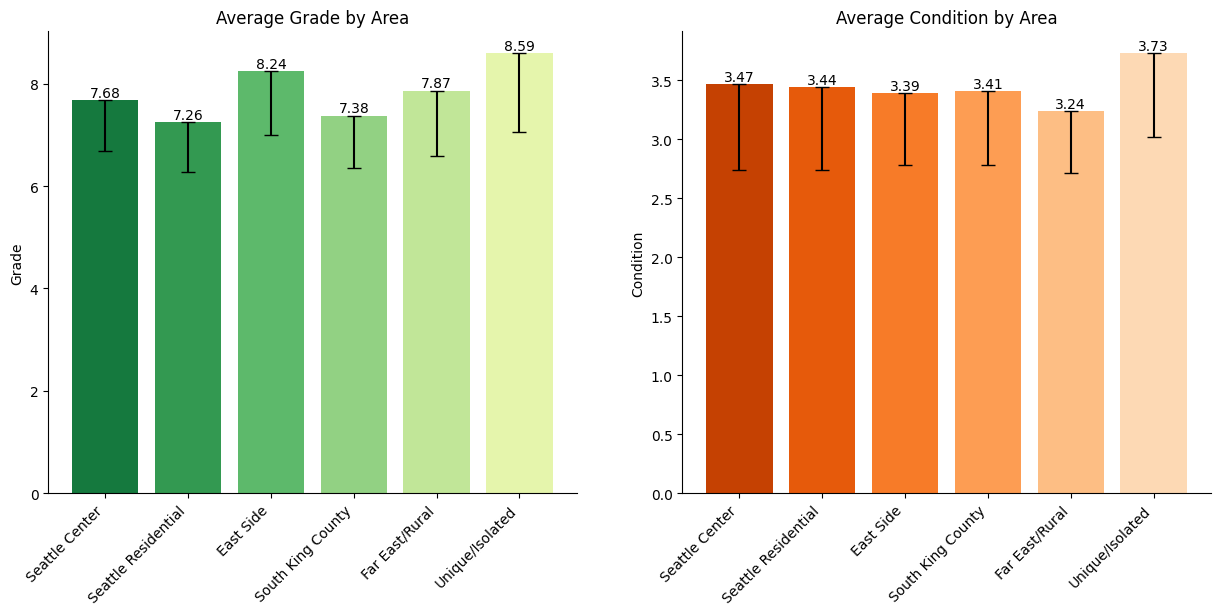 Average Grade by Area
Grade
8
6
4
2
0
7.68
7.26
8.24
7.38
7.87
8.59
Seattle Center
Seattle Residential
East Side
South King County
Far East/Rural
Unique/Isolated
Average Condition by Area
Condition
3.5
3.0
2.5
2.0
1.5
1.0
0.5
0.0
3.47
3.44
3.39
3.41
3.24
3.73
Seattle Center
Seattle Residential
East Side
South King County
Far East/Rural
Unique/Isolated